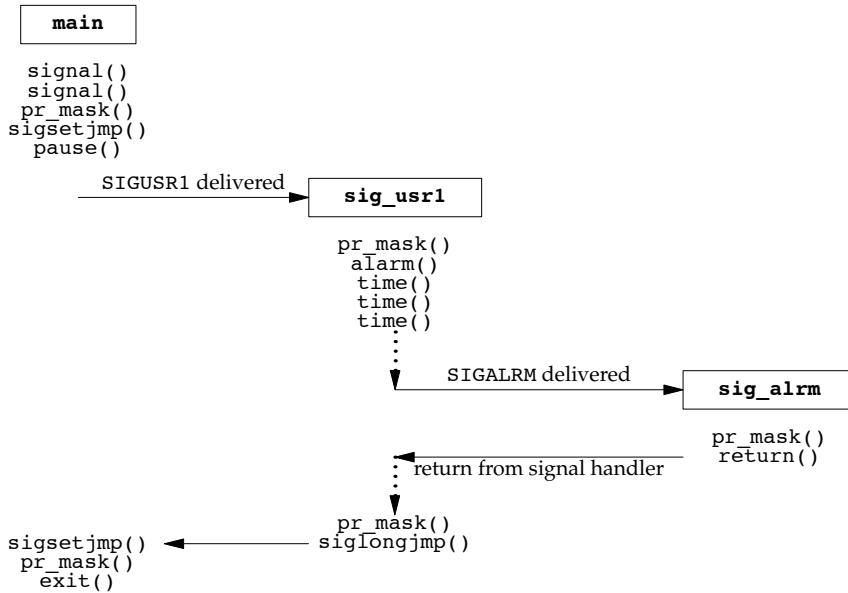 main
signal()
signal()
pr_mask()
sigsetjmp()
pause()
SIGUSR1 delivered
sig_usr1
pr_mask()
alarm()
time()
time()
time()
SIGALRM delivered
sig_alrm
pr_mask()
return()
return from signal handler
pr_mask()
siglongjmp()
sigsetjmp()
pr_mask()
exit()